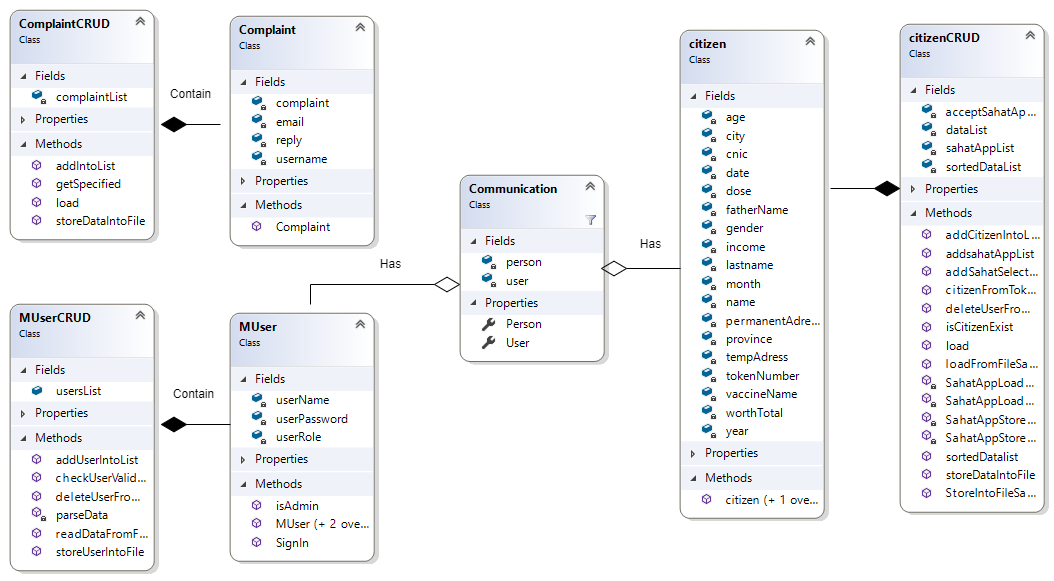 ComplaintCRUD
Class
Fields
complaintList
Properties
Methods
addIntoList
getSpecified
load
storeDataIntoFile
Contain
Complaint
Class
Fields
complaint
email
reply
username
Properties
Methods
Complaint
MUserCRUD
Class
Fields
usersList
Properties
Methods
addUserIntoList
checkUserValid...
deleteUserFro...
parseData
readDataFromF...
storeUserIntoFile
Contain
MUser
Class
Fields
userName
userPassword
userRole
Properties
Methods
isAdmin
MUser (+ 2 ove...
SignIn
Has
Communication
Class
Fields
person
user
Properties
Person
User
Has
citizen
Class
Fields
age
city
cnic
date
dose
fatherName
gender
income
lastname
month
name
permanentAdre...
province
tempAdress
tokenNumber
vaccineName
worthTotal
year
Properties
Methods
citizen (+ 1 ove...
citizenCRUD
Class
Fields
acceptSahatAp...
dataList
sahatAppList
sortedDataList
Properties
Methods
addCitizenIntoL...
addsahatAppList
addSahatSelect...
citizenFromTok...
deleteUserFro...
isCitizenExist
load
loadFromFileSa...
SahatAppLoad...
SahatAppLoad...
SahatAppStore...
SahatAppStore...
sortedDatalist
storeDataIntoFile
StoreIntoFileSa...